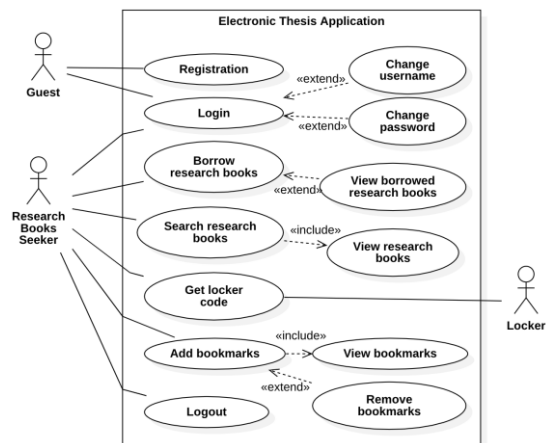 Electronic Thesis Application
Guest
Registration
Login
«extend»
Change
username
«extend»
Change
password
Research
Books
Seeker
Borrow
research books
«extend»
View borrowed
research books
Search research
books
«include»
View research
books
Get locker
code
Locker
Add bookmarks
«include»
View bookmarks
«extend»
Remove
bookmarks
Logout